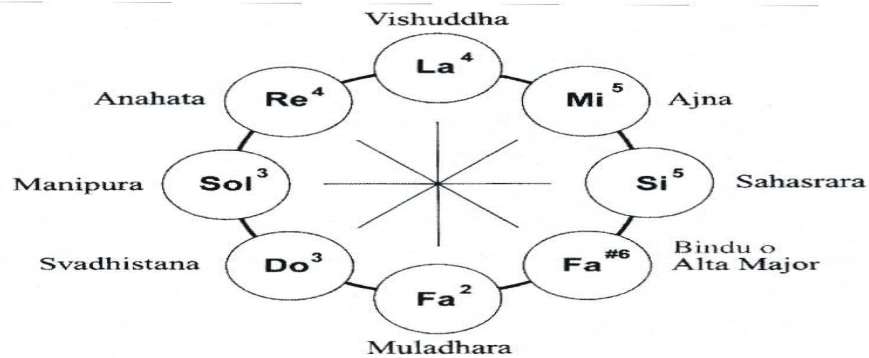 Vishuddha
La⁴
Anahata
Re⁴
Mi⁵
Ajna
Manipura
Sol³
Si⁵
Sahasrara
Svadhistana
Do³
Fa²
Fa#⁶
Bindu o
Alta Major
Muladhara